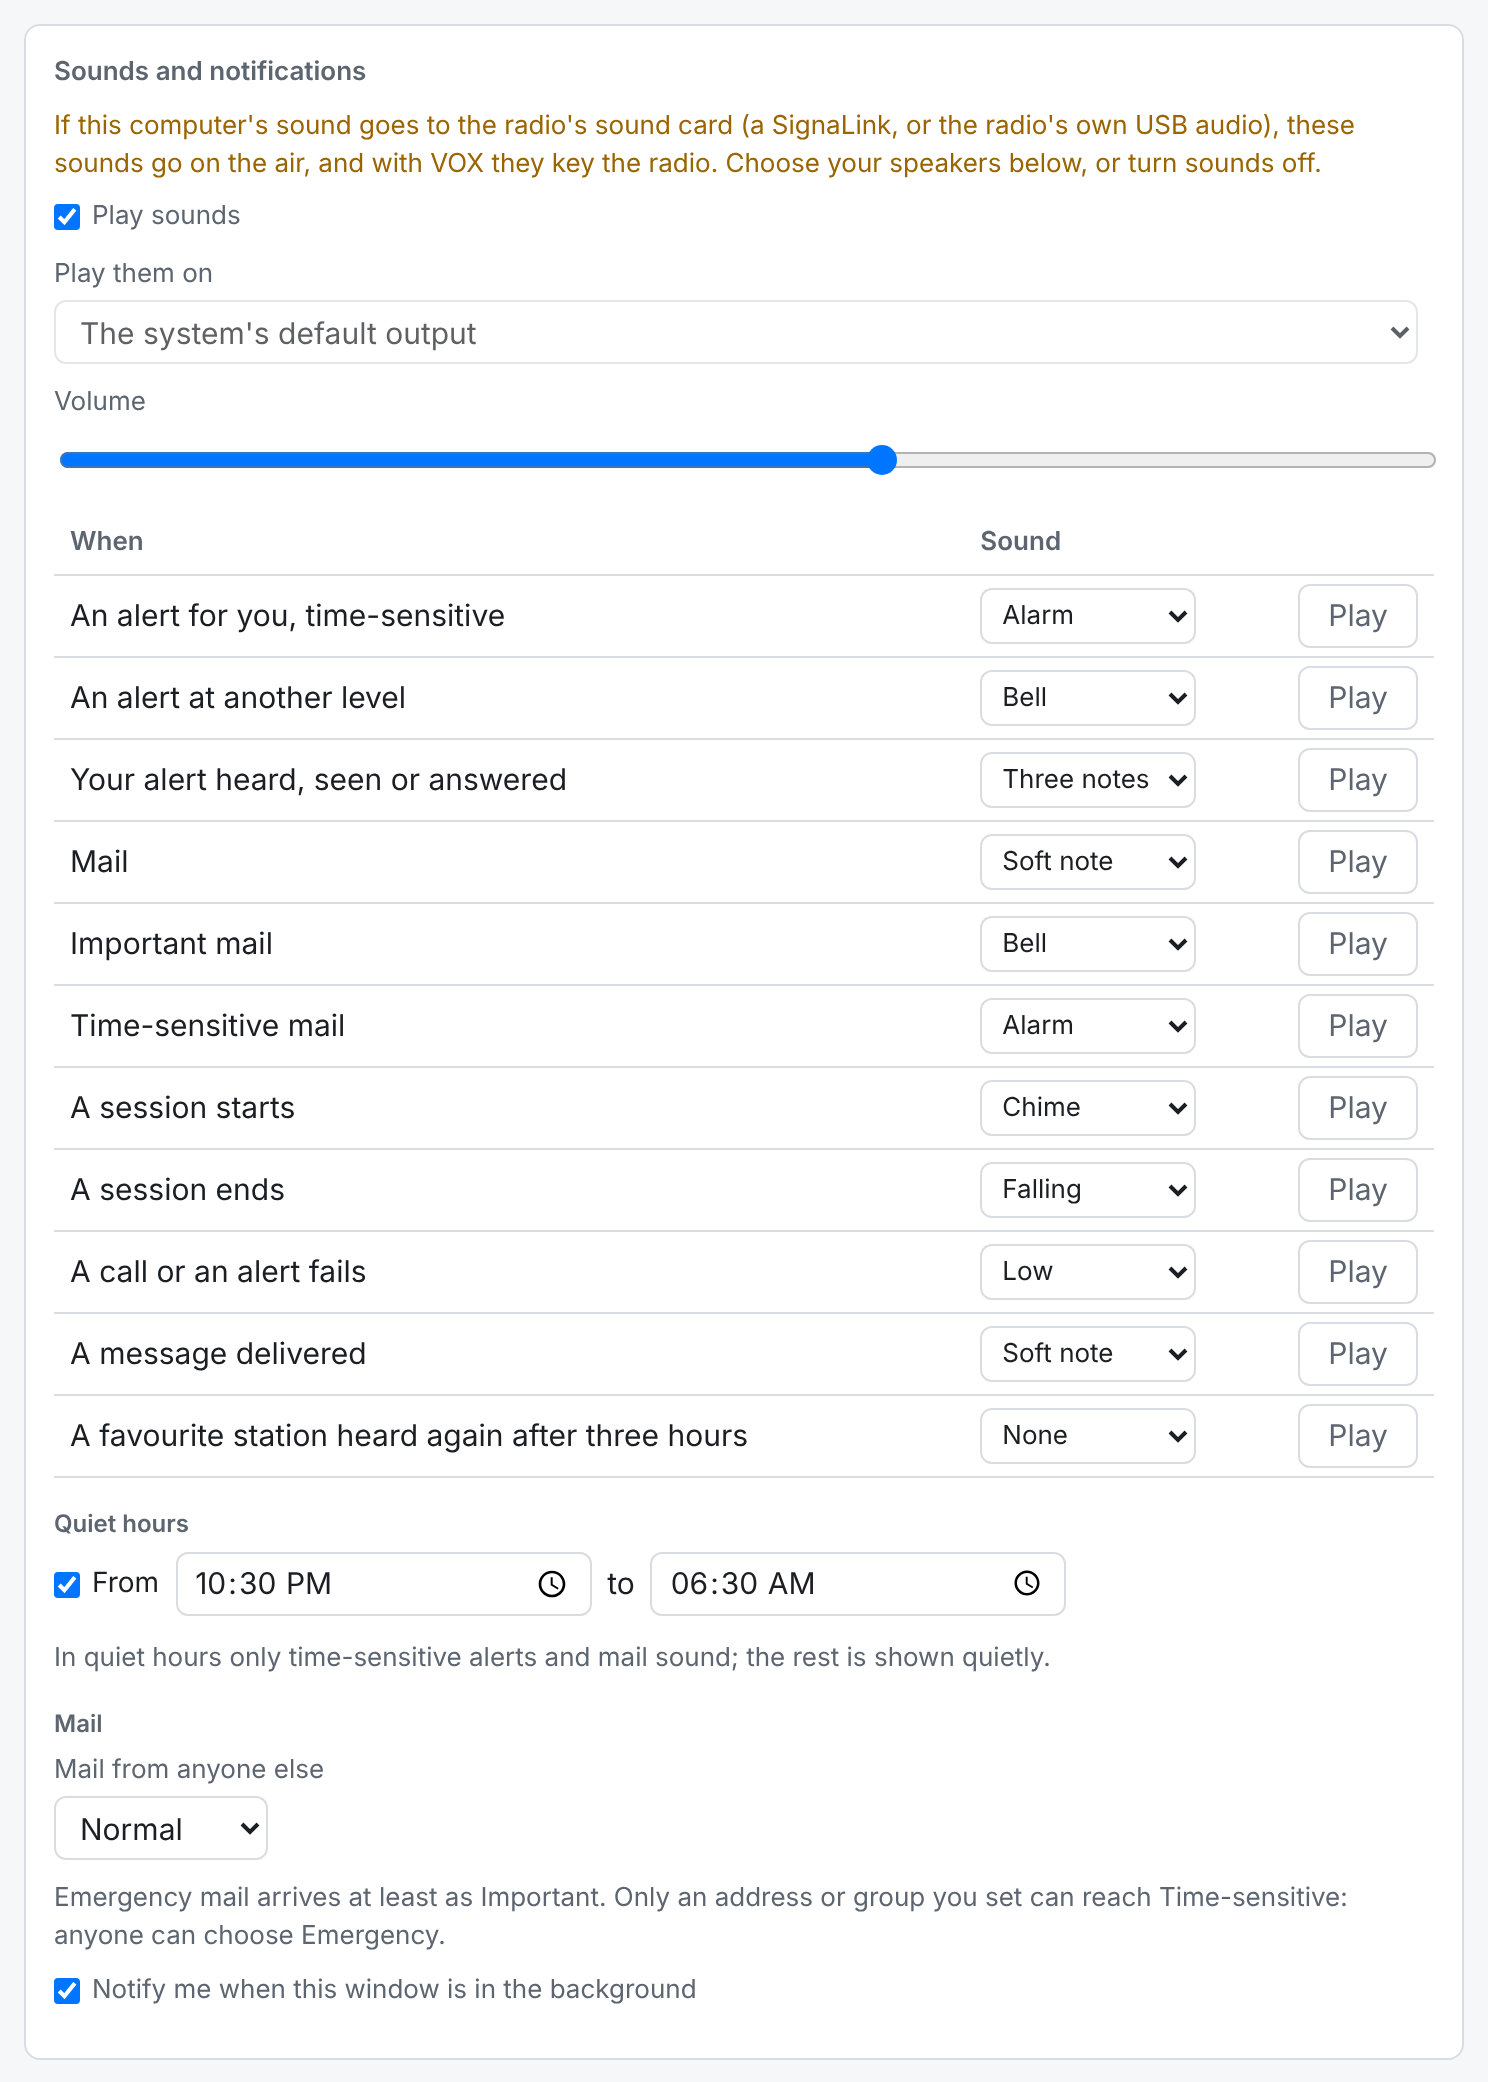 Sounds and notifications
If this computer's sound goes to the radio's sound card (a SignaLink, or the radio's own USB audio), these
sounds go on the air, and with VOX they key the radio. Choose your speakers below, or turn sounds off.
Play sounds
Play them on
The system's default output
Volume
When Sound
An alert for you, time-sensitive Alarm Play
An alert at another level Bell Play
Your alert heard, seen or answered Three notes Play
Mail Soft note Play
Important mail Bell Play
Time-sensitive mail Alarm Play
A session starts Chime Play
A session ends Falling Play
A call or an alert fails Low Play
A message delivered Soft note Play
A favourite station heard again after three hours None Play
Quiet hours
From 10:30 PM to 06:30 AM
In quiet hours only time-sensitive alerts and mail sound; the rest is shown quietly.
Mail
Mail from anyone else
Normal
Emergency mail arrives at least as Important. Only an address or group you set can reach Time-sensitive:
anyone can choose Emergency.
Notify me when this window is in the background